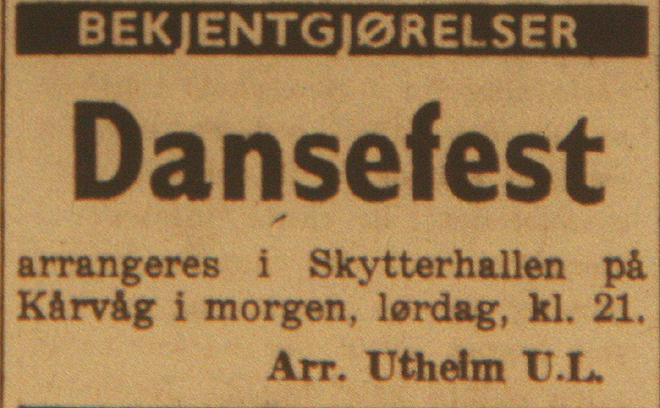 BEKJENTGJØRELSER
Dansefest
arrangeres i Skytterhallen på
Kårvåg i morgen, lørdag, kl. 21.
Arr. Utheim U.L.